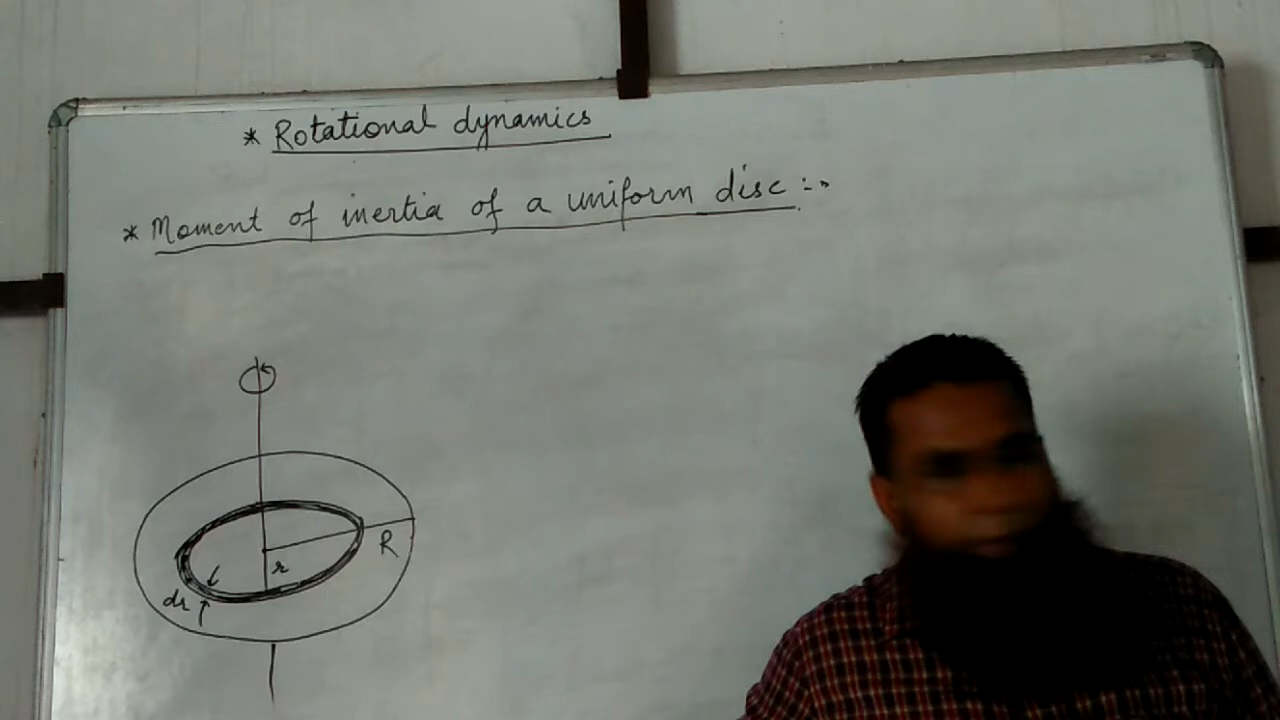 * Rotational dynamics
* Moment of inertia of a uniform disc :-
R
r
dr